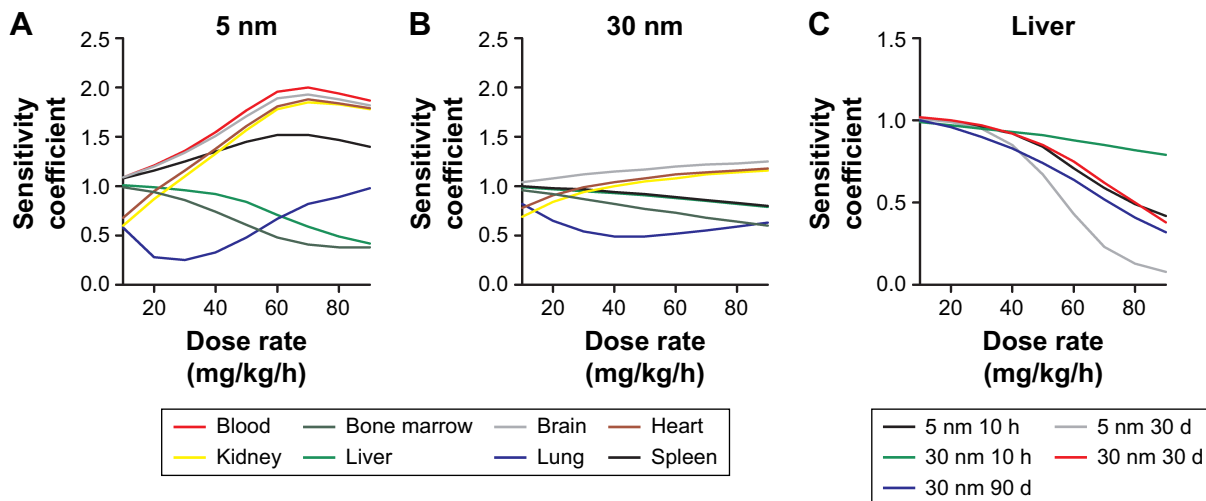 A
5 nm
B
30 nm
C
Liver
Sensitivity
coefficient
2.5
2.0
1.5
1.0
0.5
0.0
20
40
60
80
Dose rate
(mg/kg/h)
Sensitivity
coefficient
2.5
2.0
1.5
1.0
0.5
0.0
20
40
60
80
Dose rate
(mg/kg/h)
Sensitivity
coefficient
1.5
1.0
0.5
0.0
20
40
60
80
Dose rate
(mg/kg/h)
Blood
Bone marrow
Brain
Heart
Kidney
Liver
Lung
Spleen
5 nm 10 h
5 nm 30 d
30 nm 10 h
30 nm 30 d
30 nm 90 d